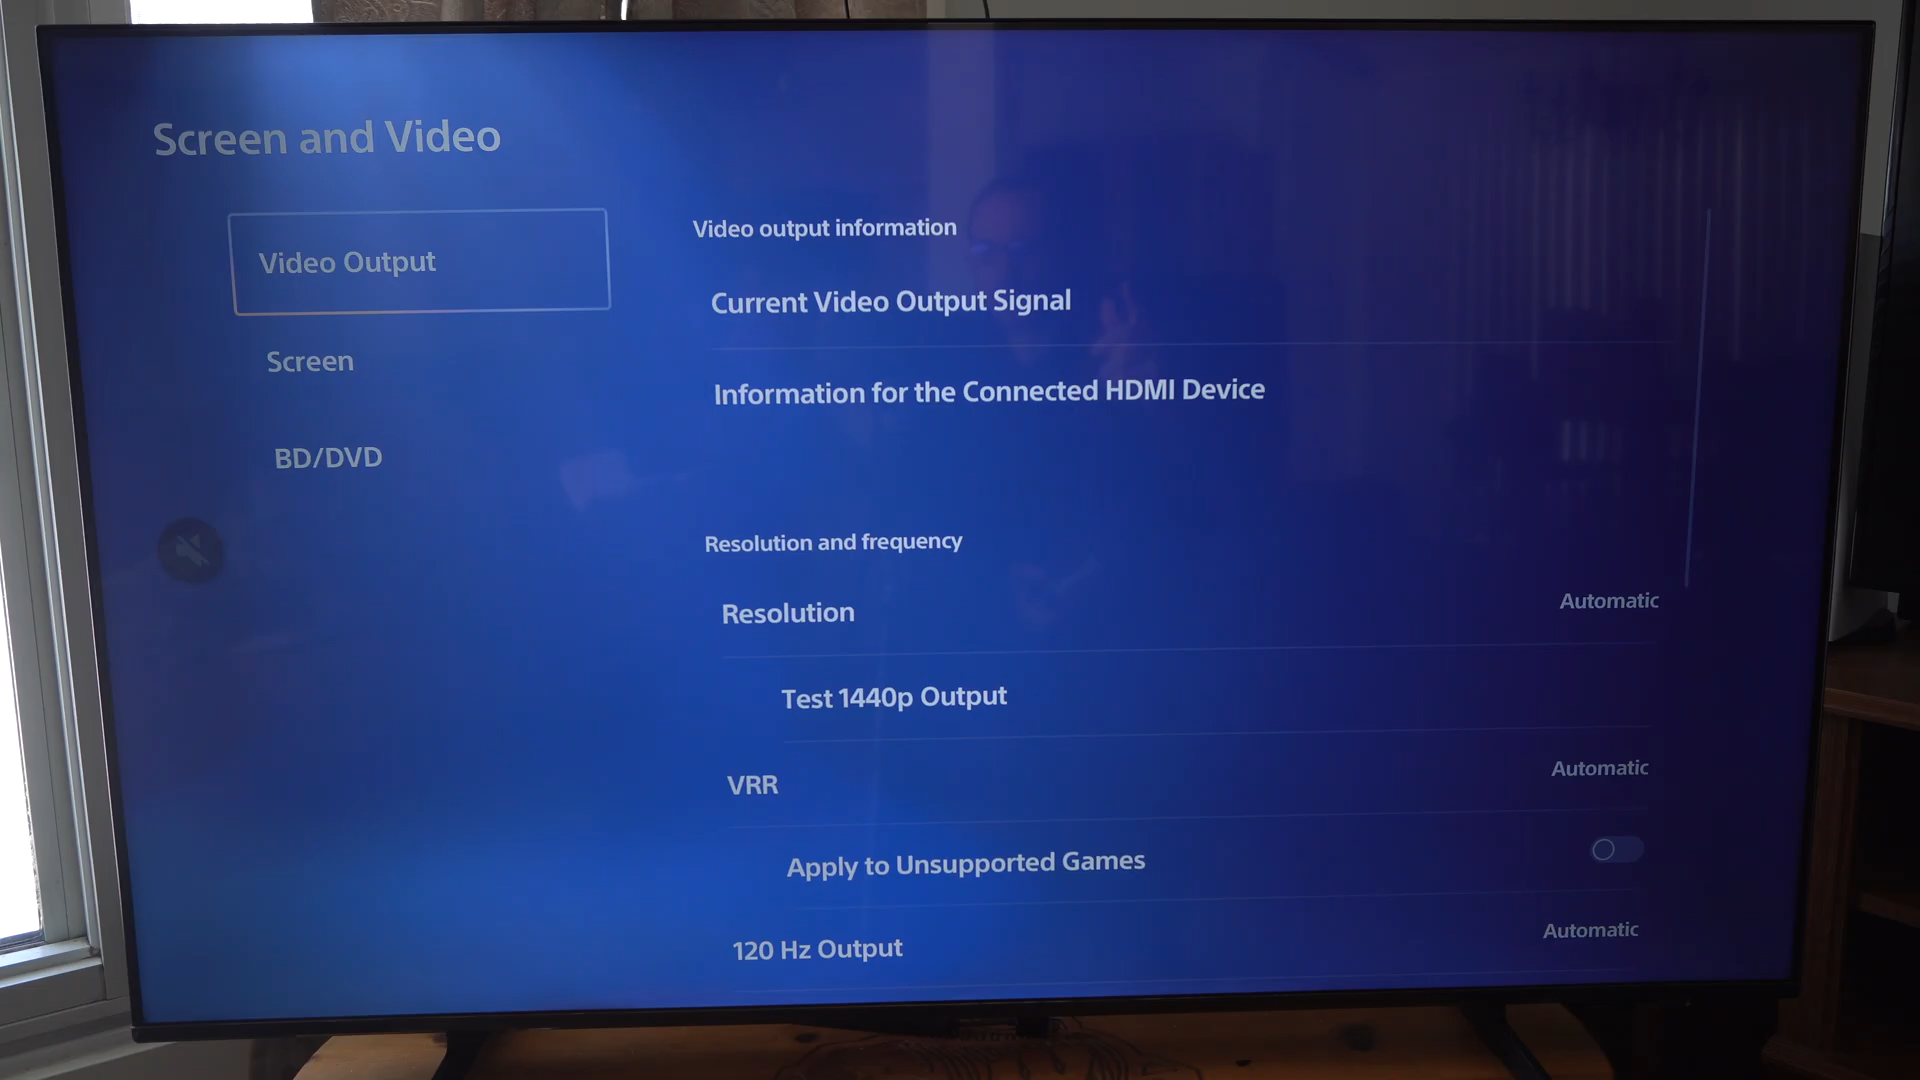 Screen and Video
Video Output
Screen
BD/DVD
Video output information
Current Video Output Signal
Information for the Connected HDMI Device
Resolution and frequency
Resolution
Automatic
Test 1440p Output
VRR
Automatic
Apply to Unsupported Games
120 Hz Output
Automatic